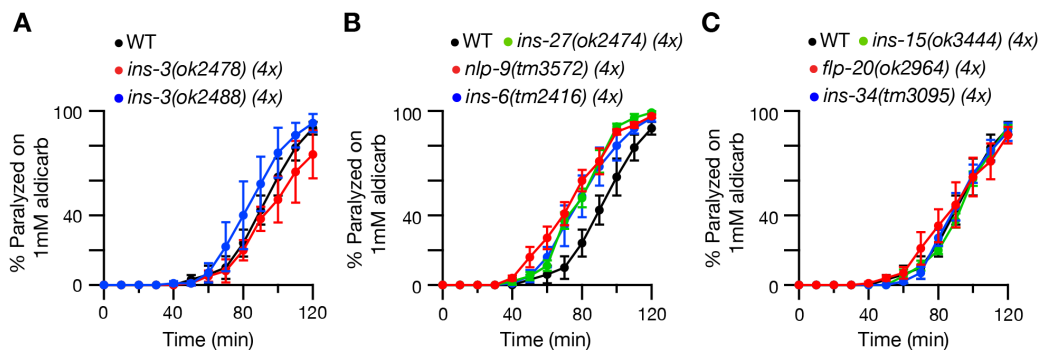 A
WT
ins-3(ok2478) (4x)
ins-3(ok2488) (4x)
% Paralyzed on
1mM aldicarb
100
40
0
0 40 80 120
Time (min)
B
WT ins-27(ok2474) (4x)
nlp-9(tm3572) (4x)
ins-6(tm2416) (4x)
% Paralyzed on
1mM aldicarb
100
40
0
0 40 80 120
Time (min)
C
WT ins-15(ok3444) (4x)
flp-20(ok2964) (4x)
ins-34(tm3095) (4x)
% Paralyzed on
1mM aldicarb
100
40
0
0 40 80 120
Time (min)